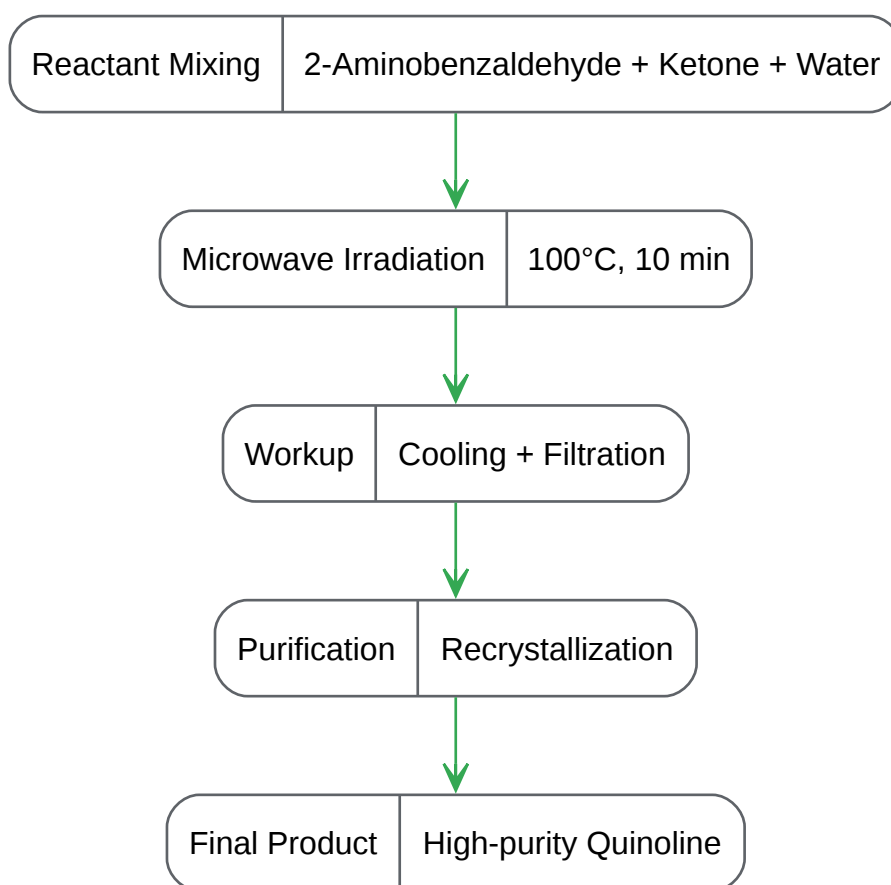 Reactant Mixing 2-Aminobenzaldehyde + Ketone + Water
Microwave Irradiation 100°C, 10 min
Workup Cooling + Filtration
Purification Recrystallization
Final Product High-purity Quinoline